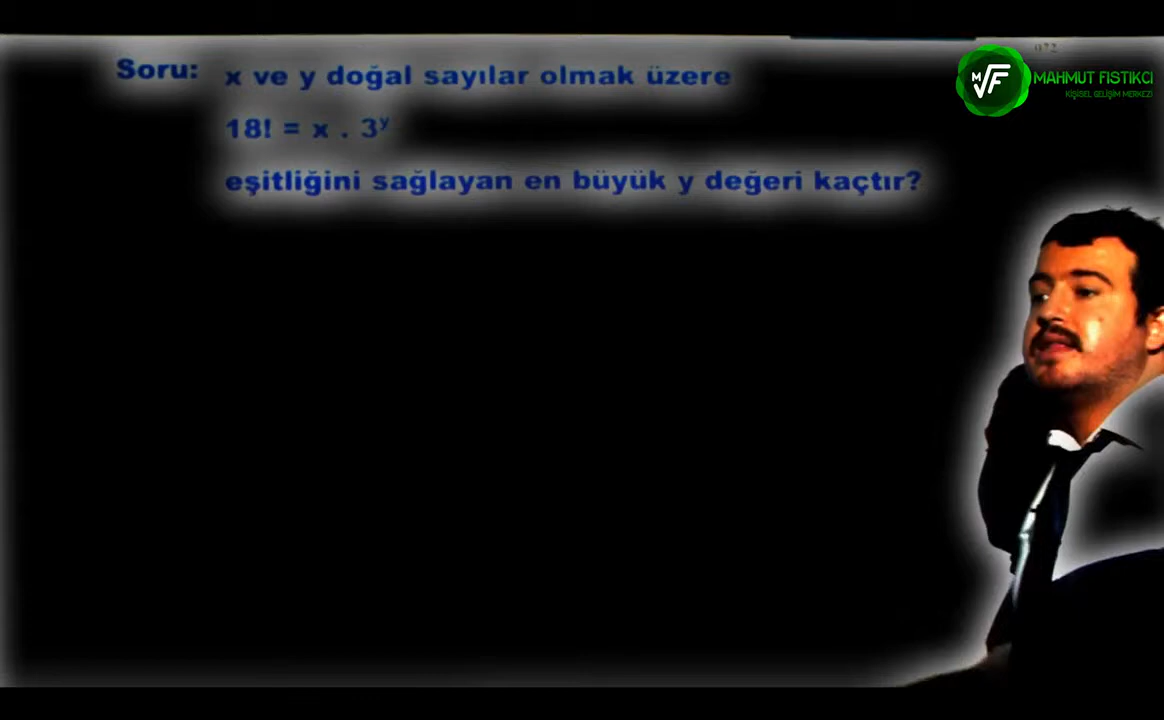 072
MAHMUT FISTIKCI
KİŞİSEL GELİŞİM MERKEZİ
Soru: x ve y doğal sayılar olmak üzere
18! = x . 3ʸ
eşitliğini sağlayan en büyük y değeri kaçtır?